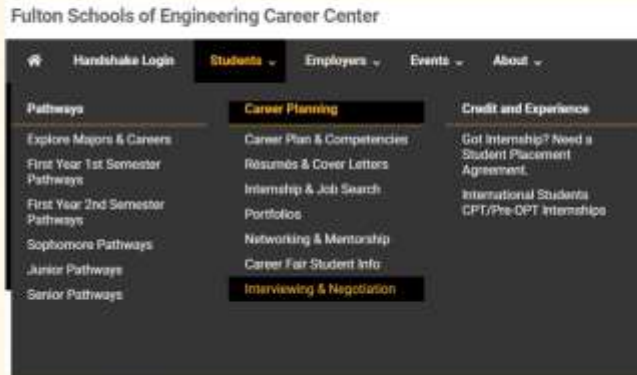 Fulton Schools of Engineering Career Center
Handshake Login Students Employers Events About
Pathways
Explore Majors & Careers
First Year 1st Semester
Pathways
First Year 2nd Semester
Pathways
Sophomore Pathways
Junior Pathways
Senior Pathways
Career Planning
Career Plan & Competencies
Résumés & Cover Letters
Internship & Job Search
Portfolios
Networking & Mentorship
Career Fair Student Info
Interviewing & Negotiation
Credit and Experience
Got Internship? Need a
Student Placement
Agreement.
International Students
CPT/Pre-OPT Internships